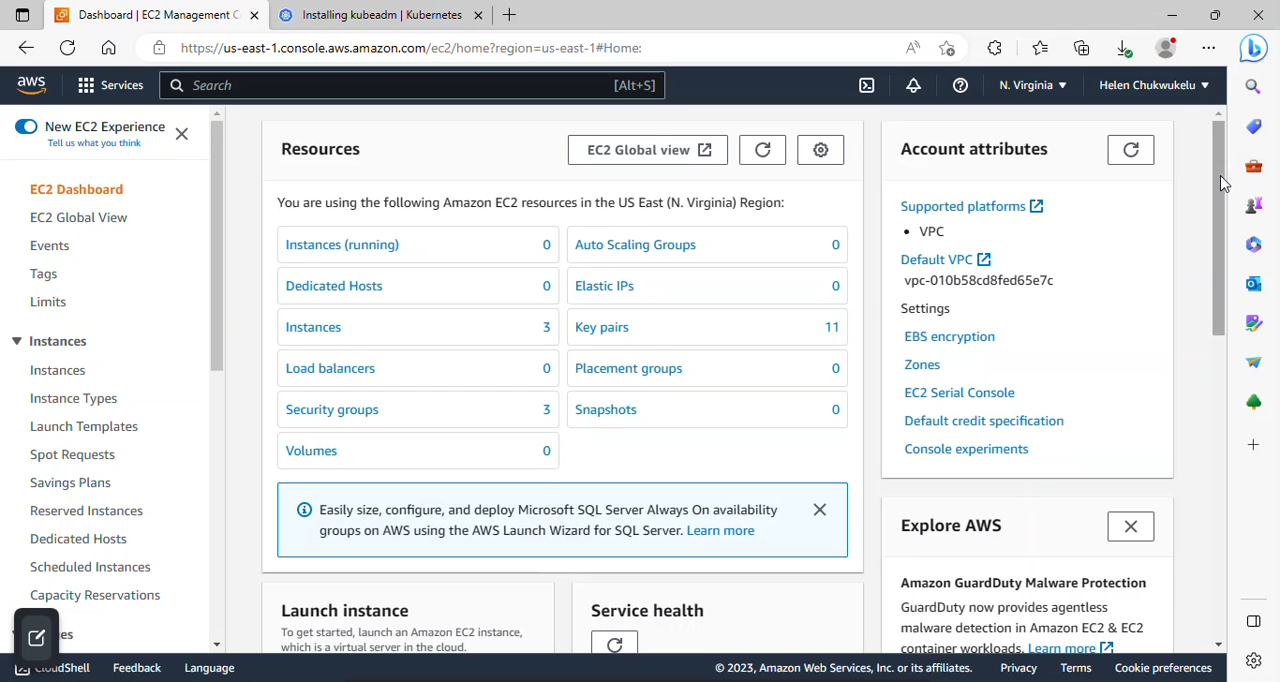 Dashboard | EC2 Management C
Installing kubeadm | Kubernetes
https://us-east-1.console.aws.amazon.com/ec2/home?region=us-east-1#Home:
aws
Services
Search
[Alt+S]
N. Virginia
Helen Chukwukelu
New EC2 Experience
Tell us what you think
EC2 Dashboard
EC2 Global View
Events
Tags
Limits
Instances
Instances
Instance Types
Launch Templates
Spot Requests
Savings Plans
Reserved Instances
Dedicated Hosts
Scheduled Instances
Capacity Reservations
Resources
EC2 Global view
You are using the following Amazon EC2 resources in the US East (N. Virginia) Region:
Instances (running) 0
Auto Scaling Groups 0
Dedicated Hosts 0
Elastic IPs 0
Instances 3
Key pairs 11
Load balancers 0
Placement groups 0
Security groups 3
Snapshots 0
Volumes 0
Easily size, configure, and deploy Microsoft SQL Server Always On availability
groups on AWS using the AWS Launch Wizard for SQL Server. Learn more
Launch instance
To get started, launch an Amazon EC2 instance,
which is a virtual server in the cloud.
Service health
Account attributes
Supported platforms
• VPC
Default VPC
vpc-010b58cd8fed65e7c
Settings
EBS encryption
Zones
EC2 Serial Console
Default credit specification
Console experiments
Explore AWS
Amazon GuardDuty Malware Protection
GuardDuty now provides agentless
malware detection in Amazon EC2 & EC2
container workloads. Learn more
CloudShell
Feedback
Language
© 2023, Amazon Web Services, Inc. or its affiliates.
Privacy
Terms
Cookie preferences